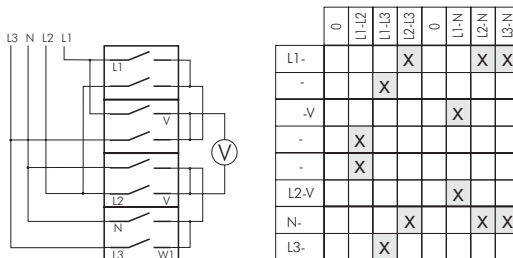 L3 N L2 L1
L1
V
L2 V
N
L3 W1
V
0 L1-L2 L1-L3 L2-L3 0 L1-N L2-N L3-N
L1- X X X
- X
-V X
- X
- X
L2-V X
N- X X X
L3- X